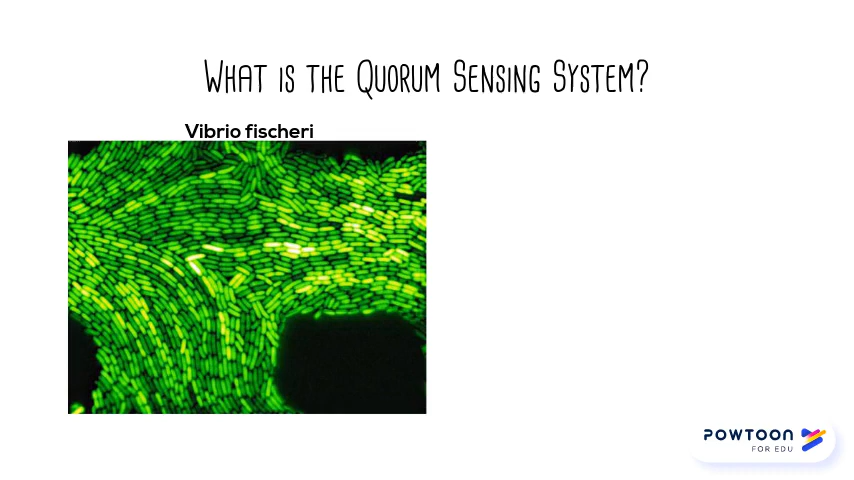 What is the Quorum Sensing System?
Vibrio fischeri
POWTOON
FOR EDU